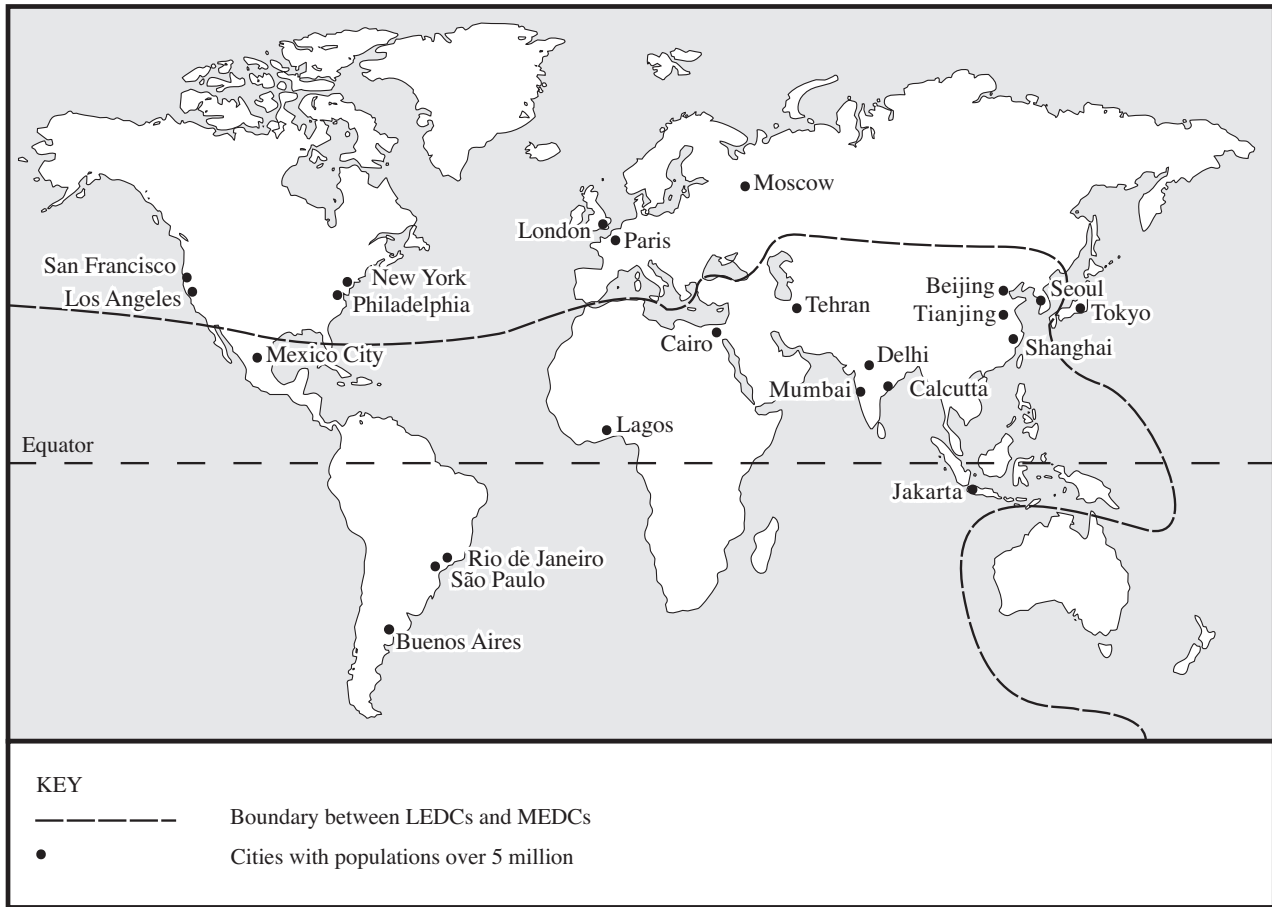 Moscow
London
Paris
San Francisco
New York
Los Angeles
Philadelphia
Beijing
Seoul
Tehran
Tianjing
Tokyo
Cairo
Shanghai
Mexico City
Delhi
Mumbai
Calcutta
Lagos
Equator
Jakarta
Rio de Janeiro
São Paulo
Buenos Aires
KEY
Boundary between LEDCs and MEDCs
Cities with populations over 5 million